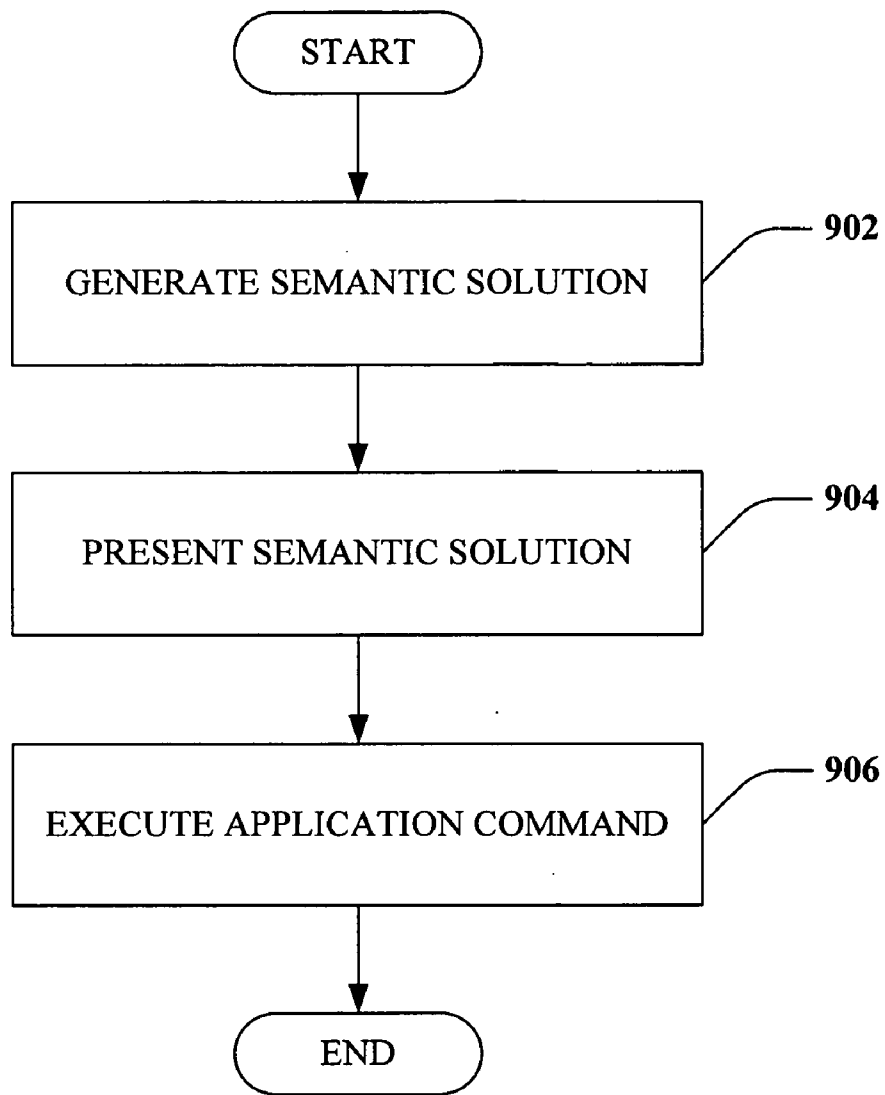 START
GENERATE SEMANTIC SOLUTION
902
PRESENT SEMANTIC SOLUTION
904
EXECUTE APPLICATION COMMAND
906
END